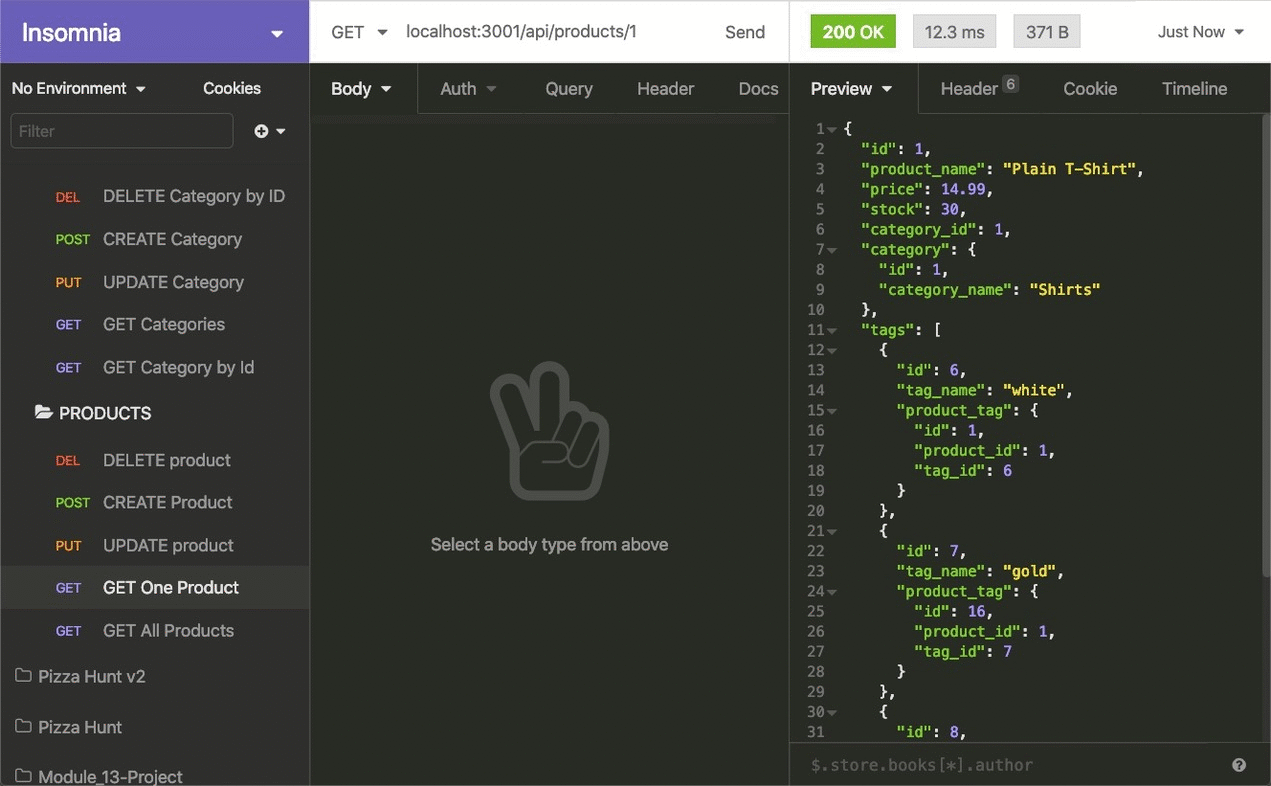 Insomnia
No Environment
Cookies
Filter
DEL DELETE Category by ID
POST CREATE Category
PUT UPDATE Category
GET GET Categories
GET GET Category by Id
PRODUCTS
DEL DELETE product
POST CREATE Product
PUT UPDATE product
GET GET One Product
GET GET All Products
Pizza Hunt v2
Pizza Hunt
Module_13-Project
GET localhost:3001/api/products/1 Send
Body Auth Query Header Docs
Select a body type from above
200 OK 12.3 ms 371 B Just Now
Preview Header 6 Cookie Timeline
1 {
2 "id": 1,
3 "product_name": "Plain T-Shirt",
4 "price": 14.99,
5 "stock": 30,
6 "category_id": 1,
7 "category": {
8 "id": 1,
9 "category_name": "Shirts"
10 },
11 "tags": [
12 {
13 "id": 6,
14 "tag_name": "white",
15 "product_tag": {
16 "id": 1,
17 "product_id": 1,
18 "tag_id": 6
19 }
20 },
21 {
22 "id": 7,
23 "tag_name": "gold",
24 "product_tag": {
25 "id": 16,
26 "product_id": 1,
27 "tag_id": 7
28 }
29 },
30 {
31 "id": 8,
$.store.books[*].author